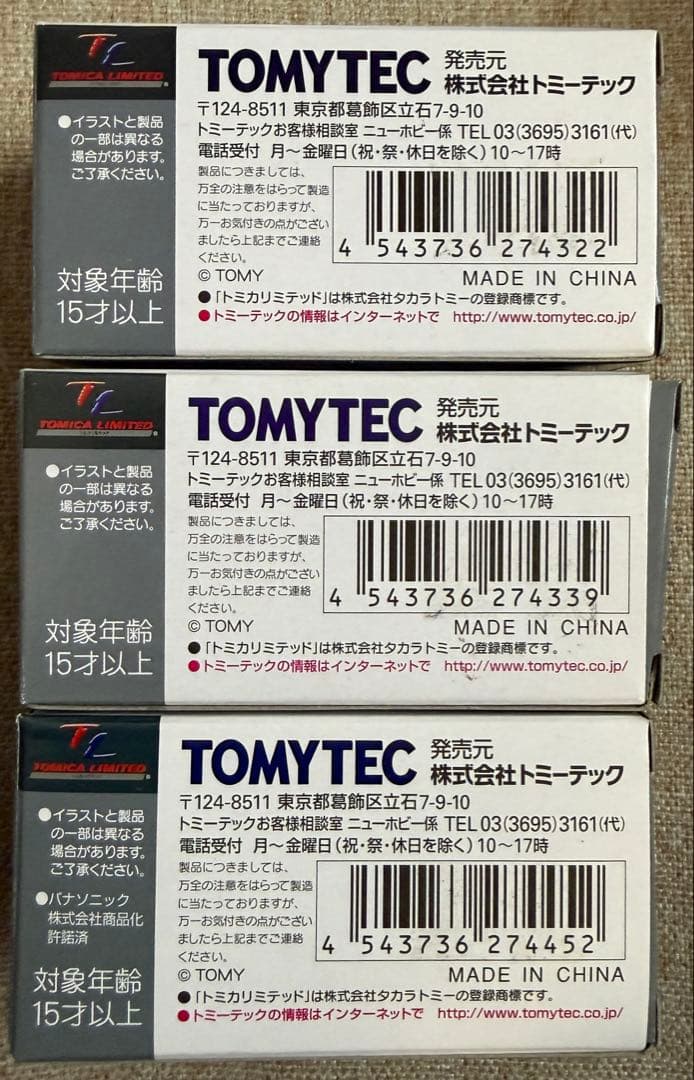 TOMICA LIMITED
●イラストと製品
の一部は異なる
場合があります。
ご了承ください。
対象年齢
15才以上
TOMYTEC 発売元
株式会社トミーテック
〒124-8511 東京都葛飾区立石7-9-10
トミーテックお客様相談室 ニューホビー係 TEL 03(3695)3161(代)
電話受付 月～金曜日(祝・祭・休日を除く)10～17時
製品につきましては、
万全の注意をはらって製造
に当たっておりますが、
万一お気付きの点がござい
ましたら上記までご連絡
ください。
4 543736 274322
© TOMY MADE IN CHINA
●「トミカリミテッド」は株式会社タカラトミーの登録商標です。
●トミーテックの情報はインターネットで http://www.tomytec.co.jp/
TOMICA LIMITED
●イラストと製品
の一部は異なる
場合があります。
ご了承ください。
対象年齢
15才以上
TOMYTEC 発売元
株式会社トミーテック
〒124-8511 東京都葛飾区立石7-9-10
トミーテックお客様相談室 ニューホビー係 TEL 03(3695)3161(代)
電話受付 月～金曜日(祝・祭・休日を除く)10～17時
製品につきましては、
万全の注意をはらって製造
に当たっておりますが、
万一お気付きの点がござい
ましたら上記までご連絡
ください。
4 543736 274339
© TOMY MADE IN CHINA
●「トミカリミテッド」は株式会社タカラトミーの登録商標です。
●トミーテックの情報はインターネットで http://www.tomytec.co.jp/
TOMICA LIMITED
●イラストと製品
の一部は異なる
場合があります。
ご了承ください。
●パナソニック
株式会社商品化
許諾済
対象年齢
15才以上
TOMYTEC 発売元
株式会社トミーテック
〒124-8511 東京都葛飾区立石7-9-10
トミーテックお客様相談室 ニューホビー係 TEL 03(3695)3161(代)
電話受付 月～金曜日(祝・祭・休日を除く)10～17時
製品につきましては、
万全の注意をはらって製造
に当たっておりますが、
万一お気付きの点がござい
ましたら上記までご連絡
ください。
4 543736 274452
© TOMY MADE IN CHINA
●「トミカリミテッド」は株式会社タカラトミーの登録商標です。
●トミーテックの情報はインターネットで http://www.tomytec.co.jp/